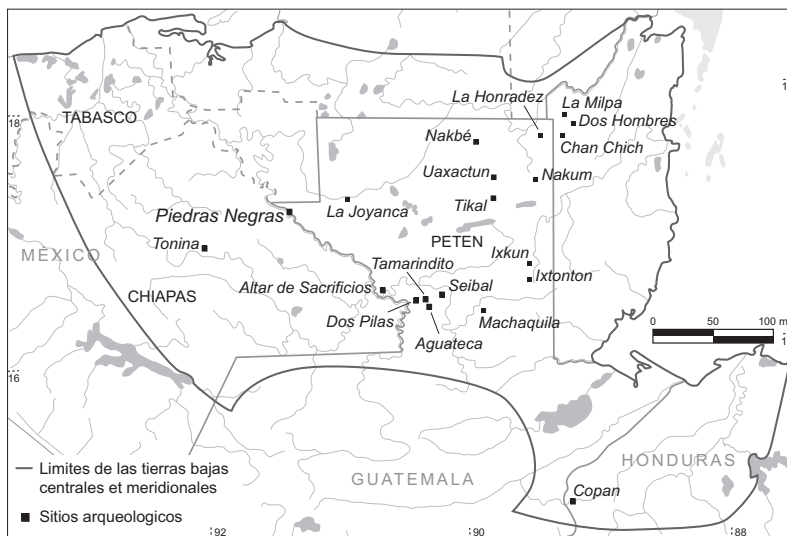 La Honradez
La Milpa
Dos Hombres
18
TABASCO
Nakbé
Chan Chich
Uaxactun
Nakum
La Joyanca
Tikal
Piedras Negras
PETEN
Tonina
Ixkun
MÉXICO
Tamarindito
Ixtonton
Altar de Sacrificios
Seibal
CHIAPAS
Dos Pilas
Machaquila
0 50 100 m
Aguateca
16
HONDURAS
Limites de las tierras bajas
centrales et meridionales
GUATEMALA
Copan
Sitios arqueologicos
92
90
88